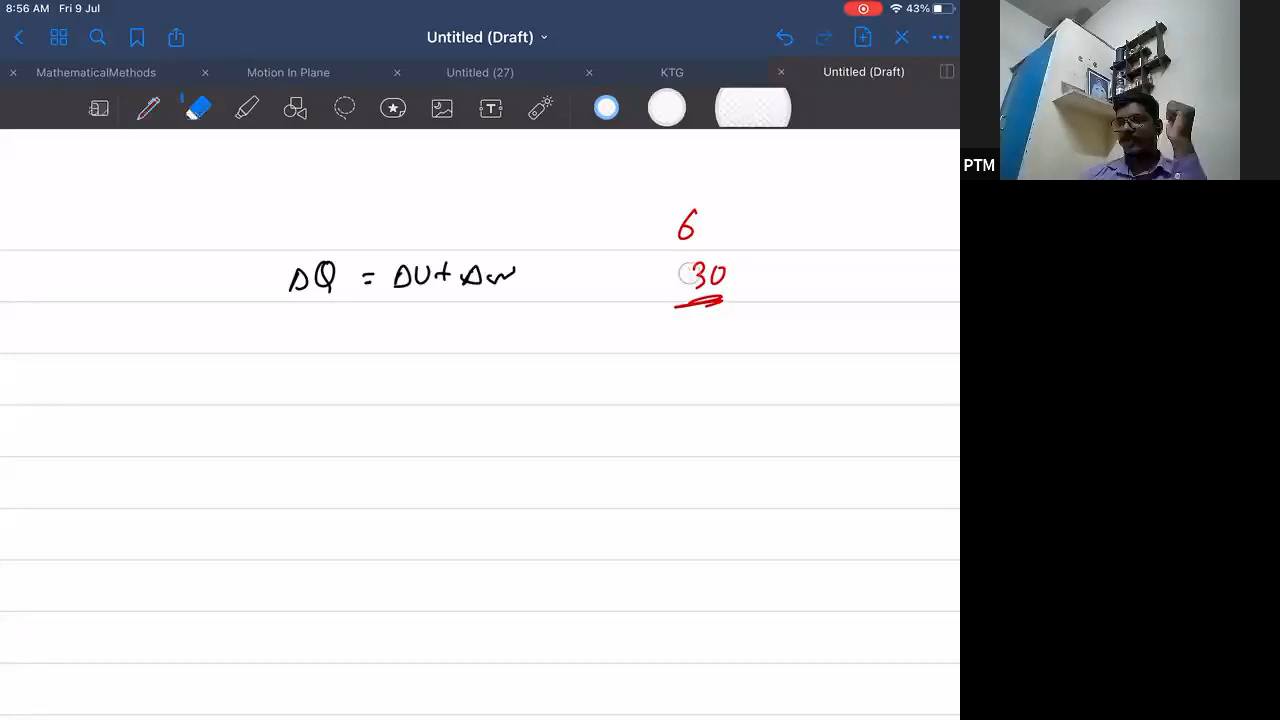 8:56 AM Fri 9 Jul 43%
Untitled (Draft)
MathematicalMethods Motion In Plane Untitled (27) KTG Untitled (Draft)
PTM
6
ΔQ = ΔU + Δw 30